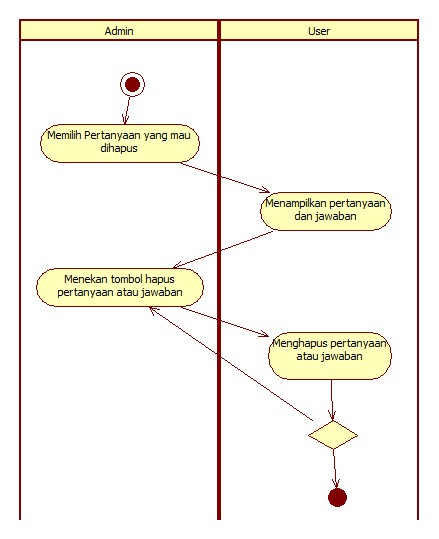 Admin
User
Memilih Pertanyaan yang mau
dihapus
Menampilkan pertanyaan
dan jawaban
Menekan tombol hapus
pertanyaan atau jawaban
Menghapus pertanyaan
atau jawaban